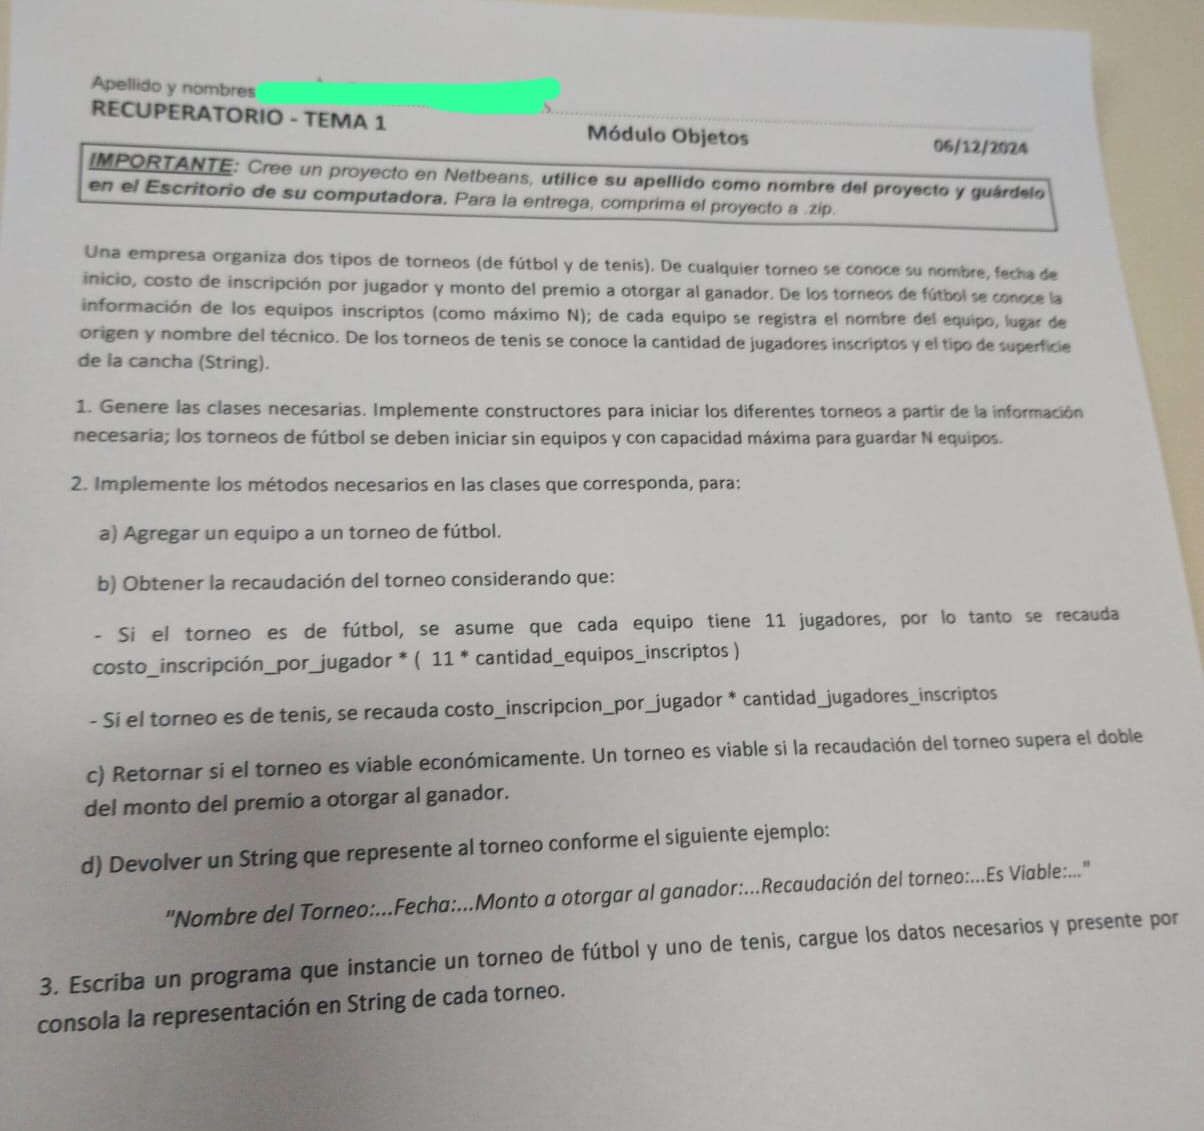 Apellido y nombres
RECUPERATORIO - TEMA 1
Módulo Objetos
06/12/2024
IMPORTANTE: Cree un proyecto en Netbeans, utilice su apellido como nombre del proyecto y guárdelo
en el Escritorio de su computadora. Para la entrega, comprima el proyecto a .zip.
Una empresa organiza dos tipos de torneos (de fútbol y de tenis). De cualquier torneo se conoce su nombre, fecha de
inicio, costo de inscripción por jugador y monto del premio a otorgar al ganador. De los torneos de fútbol se conoce la
información de los equipos inscriptos (como máximo N); de cada equipo se registra el nombre del equipo, lugar de
origen y nombre del técnico. De los torneos de tenis se conoce la cantidad de jugadores inscriptos y el tipo de superficie
de la cancha (String).
1. Genere las clases necesarias. Implemente constructores para iniciar los diferentes torneos a partir de la información
necesaria; los torneos de fútbol se deben iniciar sin equipos y con capacidad máxima para guardar N equipos.
2. Implemente los métodos necesarios en las clases que corresponda, para:
a) Agregar un equipo a un torneo de fútbol.
b) Obtener la recaudación del torneo considerando que:
- Si el torneo es de fútbol, se asume que cada equipo tiene 11 jugadores, por lo tanto se recauda
costo_inscripción_por_jugador * ( 11 * cantidad_equipos_inscriptos )
- Si el torneo es de tenis, se recauda costo_inscripcion_por_jugador * cantidad_jugadores_inscriptos
c) Retornar si el torneo es viable económicamente. Un torneo es viable si la recaudación del torneo supera el doble
del monto del premio a otorgar al ganador.
d) Devolver un String que represente al torneo conforme el siguiente ejemplo:
"Nombre del Torneo:...Fecha:...Monto a otorgar al ganador:...Recaudación del torneo:...Es Viable:..."
3. Escriba un programa que instancie un torneo de fútbol y uno de tenis, cargue los datos necesarios y presente por
consola la representación en String de cada torneo.